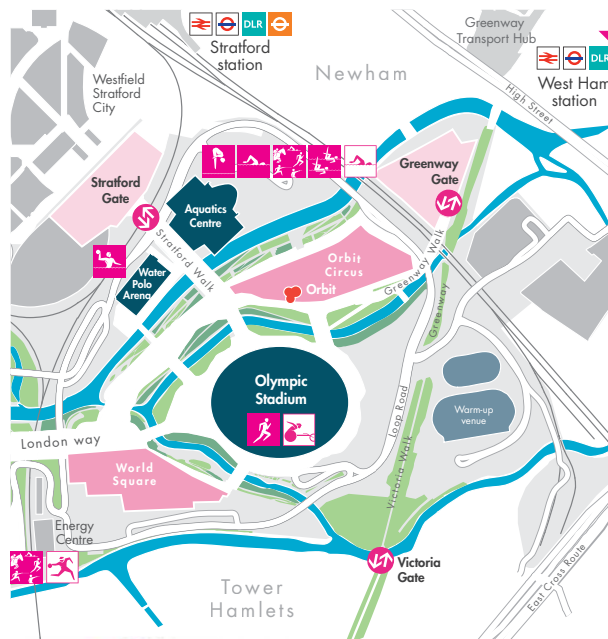 DLR
Stratford
station
Greenway
Transport Hub
DLR
West Ham
station
Newham
High Street
Westfield
Stratford
City
Stratford
Gate
Greenway
Gate
Aquatics
Centre
Stratford Walk
Water
Polo
Arena
Orbit
Circus
Orbit
Greenway Walk
Greenway
Olympic
Stadium
Loop Road
Warm-up
venue
Victoria Walk
London way
World
Square
Energy
Centre
Victoria
Gate
East Cross Route
Tower
Hamlets